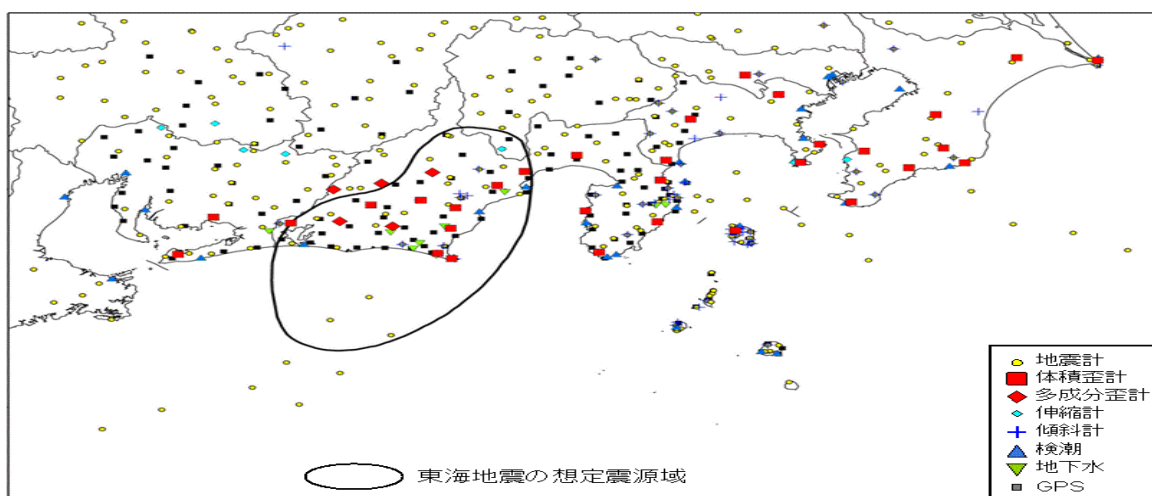 地震計
体積歪計
多成分歪計
伸縮計
傾斜計
検潮
地下水
GPS
東海地震の想定震源域